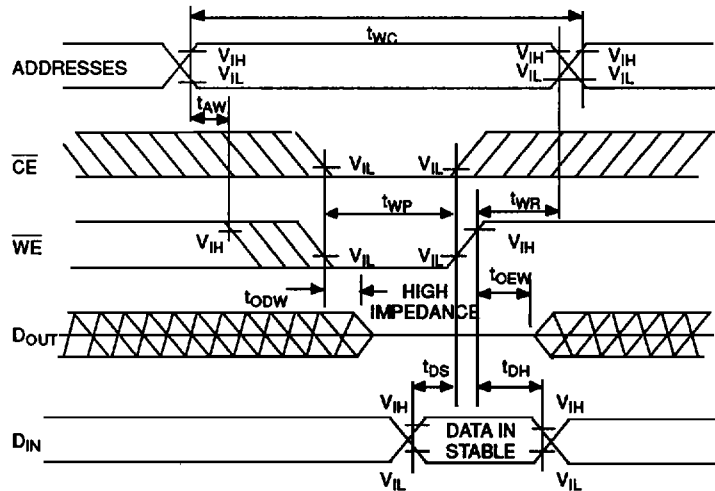 tWC
ADDRESSES VIH VIH VIH
VIL VIL VIL
tAW
CE VIL VIL
tWP tWR
WE VIH VIL VIL VIH
tODW HIGH IMPEDANCE tOEW
DOUT
tDS tDH
VIH VIH
DIN DATA IN STABLE
VIL VIL